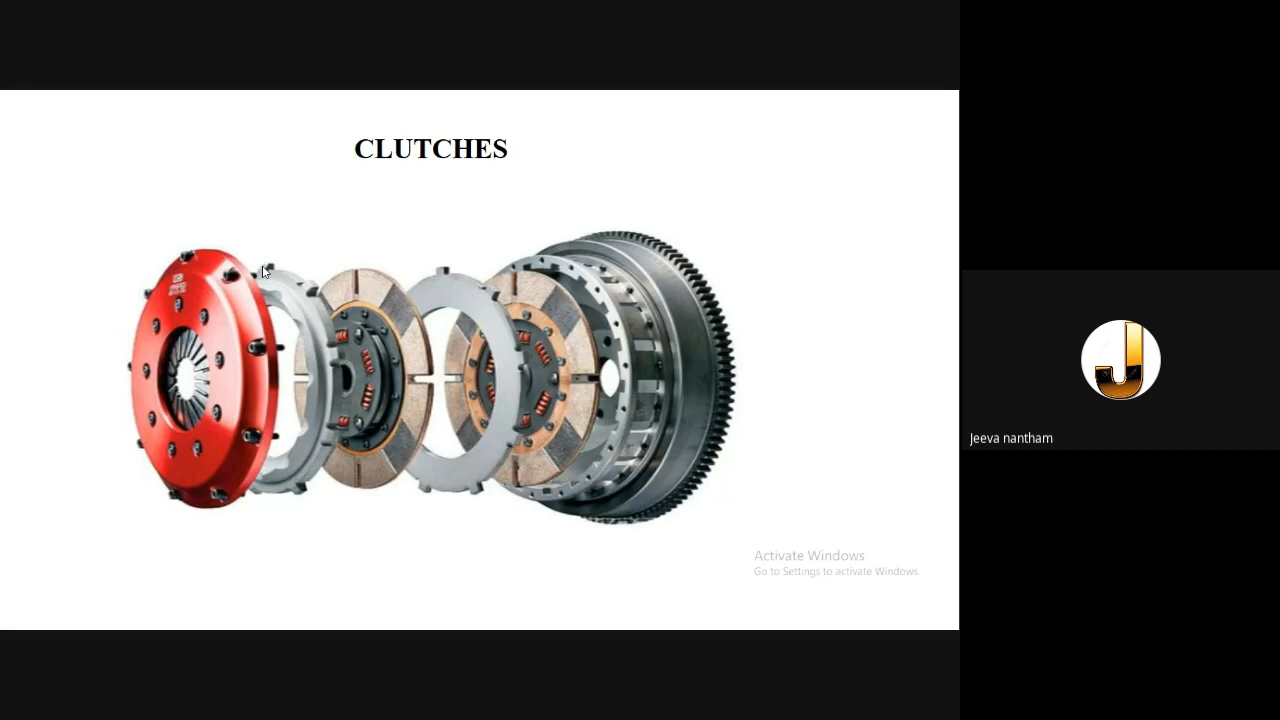 CLUTCHES
Activate Windows
Go to Settings to activate Windows.
Jeeva nantham